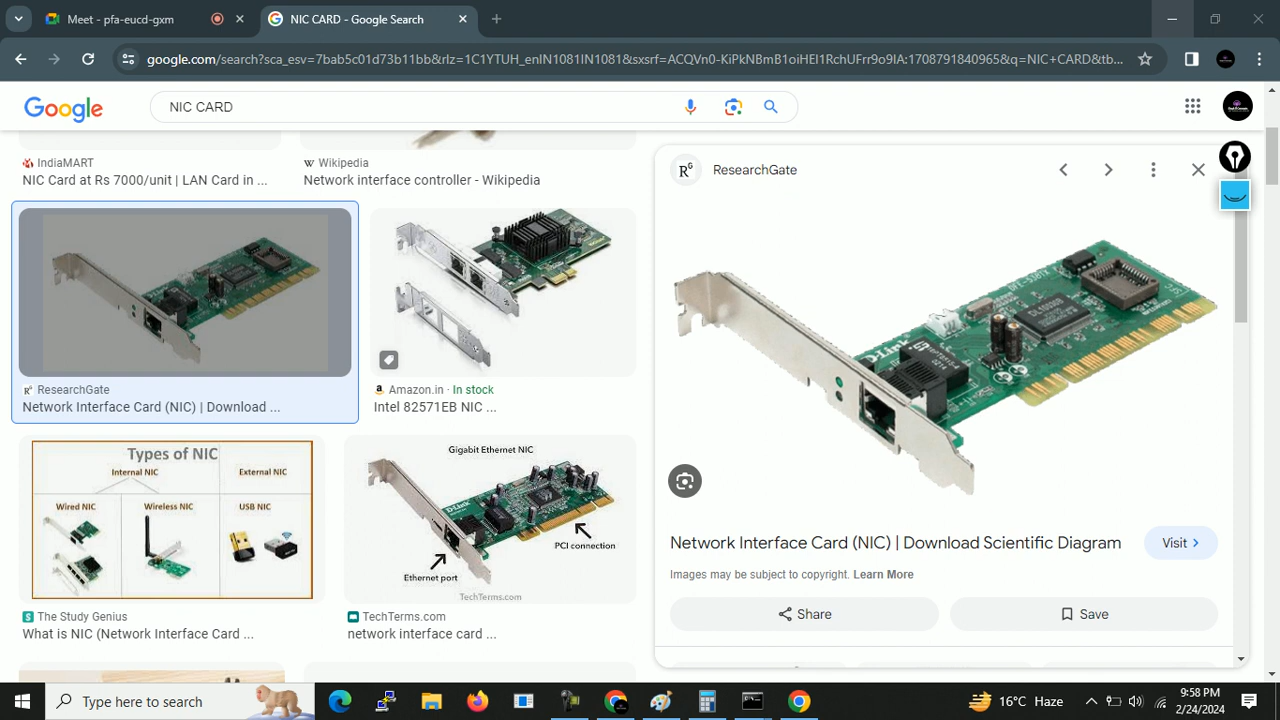 Meet - pfa-eucd-gxm
NIC CARD - Google Search
google.com/search?sca_esv=7bab5c01d73b11bb&rlz=1C1YTUH_enIN1081IN1081&sxsrf=ACQVn0-KiPkNBmB1oiHEI1RchUFrr9o9IA:1708791840965&q=NIC+CARD&tb...
Google
NIC CARD
IndiaMART
NIC Card at Rs 7000/unit | LAN Card in ...
Wikipedia
Network interface controller - Wikipedia
ResearchGate
Network Interface Card (NIC) | Download ...
Amazon.in · In stock
Intel 82571EB NIC ...
Types of NIC
Internal NIC
External NIC
Wired NIC
Wireless NIC
USB NIC
The Study Genius
What is NIC (Network Interface Card ...
Gigabit Ethernet NIC
D-Link
PCI connection
Ethernet port
TechTerms.com
TechTerms.com
network interface card ...
RG
ResearchGate
D-Link
Network Interface Card (NIC) | Download Scientific Diagram
Visit
Images may be subject to copyright. Learn More
Share
Save
Type here to search
16°C Haze
9:58 PM
2/24/2024